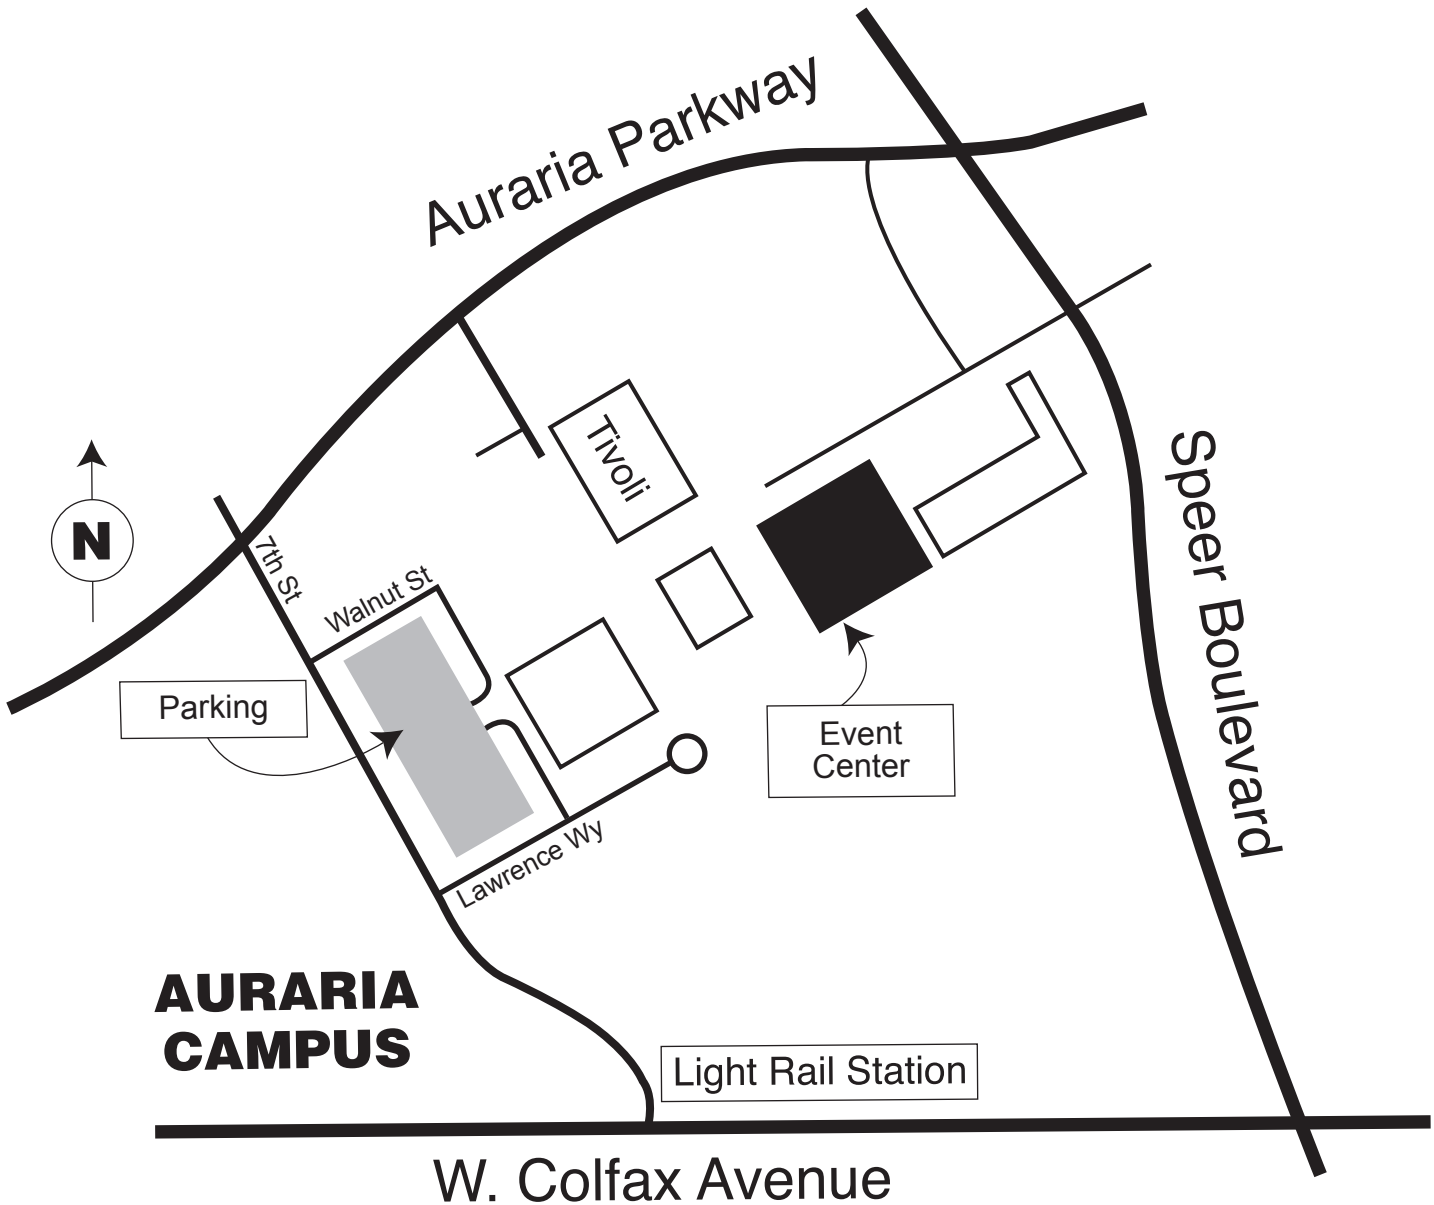 Auraria Parkway
Tivoli
Speer Boulevard
N
7th St
Walnut St
Parking
Event
Center
Lawrence Wy
AURARIA
CAMPUS
Light Rail Station
W. Colfax Avenue